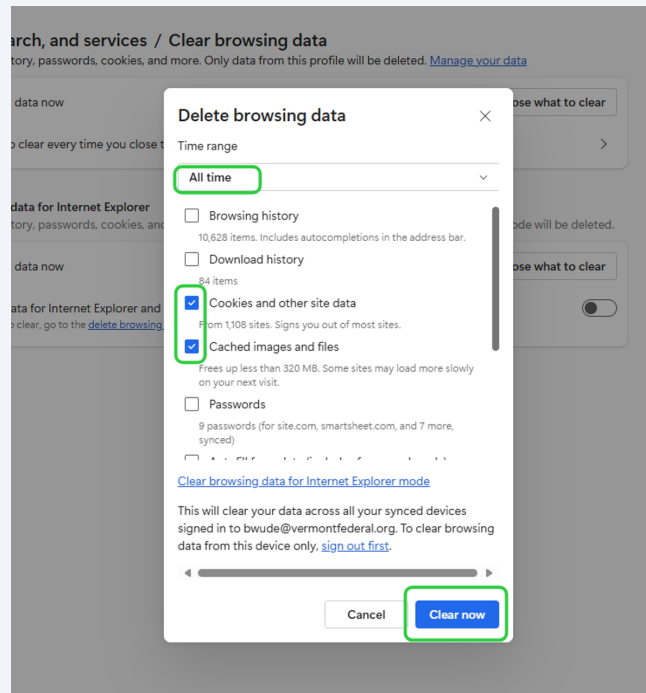 arch, and services / Clear browsing data
tory, passwords, cookies, and more. Only data from this profile will be deleted. Manage your data
data now
ose what to clear
o clear every time you close t
data for Internet Explorer
tory, passwords, cookies, and
ode will be deleted.
data now
ose what to clear
ata for Internet Explorer and
o clear, go to the delete browsing
Delete browsing data
Time range
All time
Browsing history
10,628 items. Includes autocompletions in the address bar.
Download history
84 items
Cookies and other site data
From 1,108 sites. Signs you out of most sites.
Cached images and files
Frees up less than 320 MB. Some sites may load more slowly
on your next visit.
Passwords
9 passwords (for site.com, smartsheet.com, and 7 more,
synced)
Clear browsing data for Internet Explorer mode
This will clear your data across all your synced devices
signed in to bwude@vermontfederal.org. To clear browsing
data from this device only, sign out first.
Cancel
Clear now